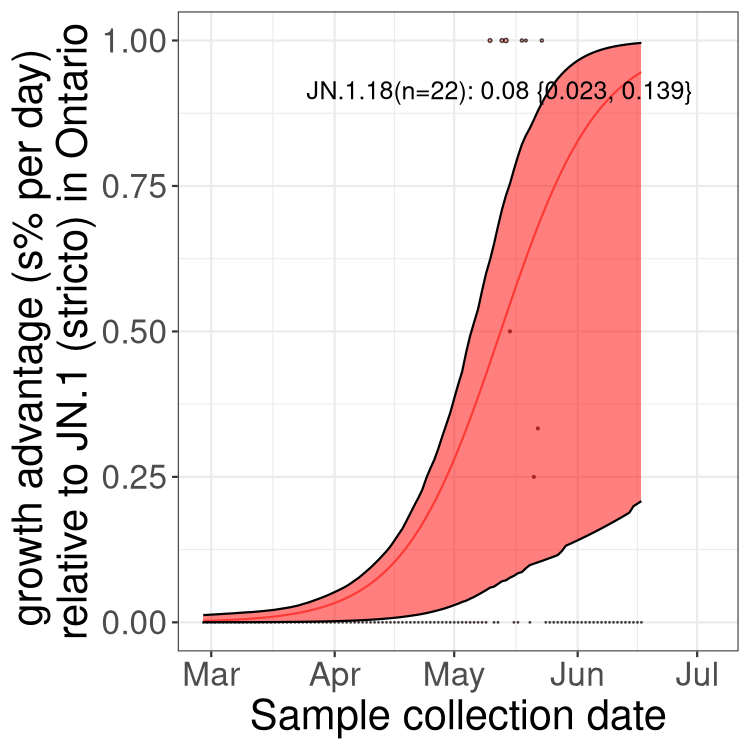 growth advantage (s% per day)
relative to JN.1 (stricto) in Ontario
1.00
0.75
0.50
0.25
0.00
JN.1.18(n=22): 0.08 {0.023, 0.139}
Mar Apr May Jun Jul
Sample collection date